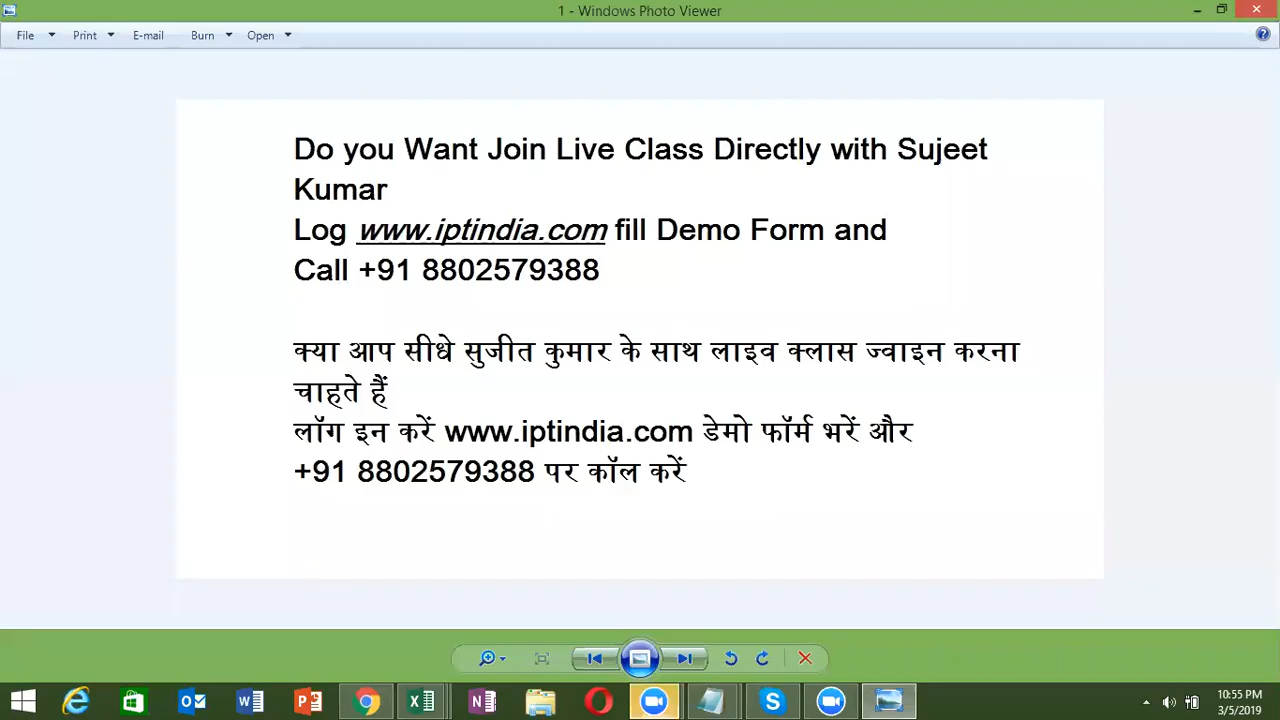 1 - Windows Photo Viewer
File Print E-mail Burn Open
Do you Want Join Live Class Directly with Sujeet
Kumar
Log www.iptindia.com fill Demo Form and
Call +91 8802579388
क्या आप सीधे सुजीत कुमार के साथ लाइव क्लास ज्वाइन करना
चाहते हैं
लॉग इन करें www.iptindia.com डेमो फॉर्म भरें और
+91 8802579388 पर कॉल करें
10:55 PM
3/5/2019